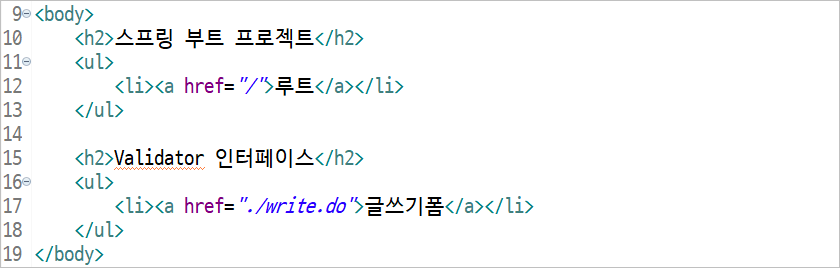 9 <body>
10 <h2>스프링 부트 프로젝트</h2>
11 <ul>
12 <li><a href="/">루트</a></li>
13 </ul>
14
15 <h2>Validator 인터페이스</h2>
16 <ul>
17 <li><a href="./write.do">글쓰기폼</a></li>
18 </ul>
19 </body>